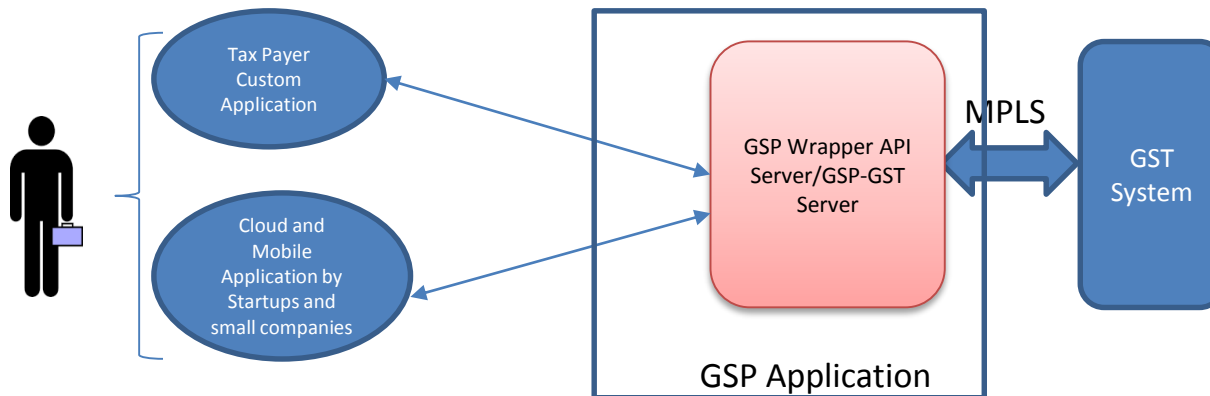 Tax Payer
Custom
Application
Cloud and
Mobile
Application by
Startups and
small companies
GSP Wrapper API
Server/GSP-GST
Server
GSP Application
MPLS
GST
System